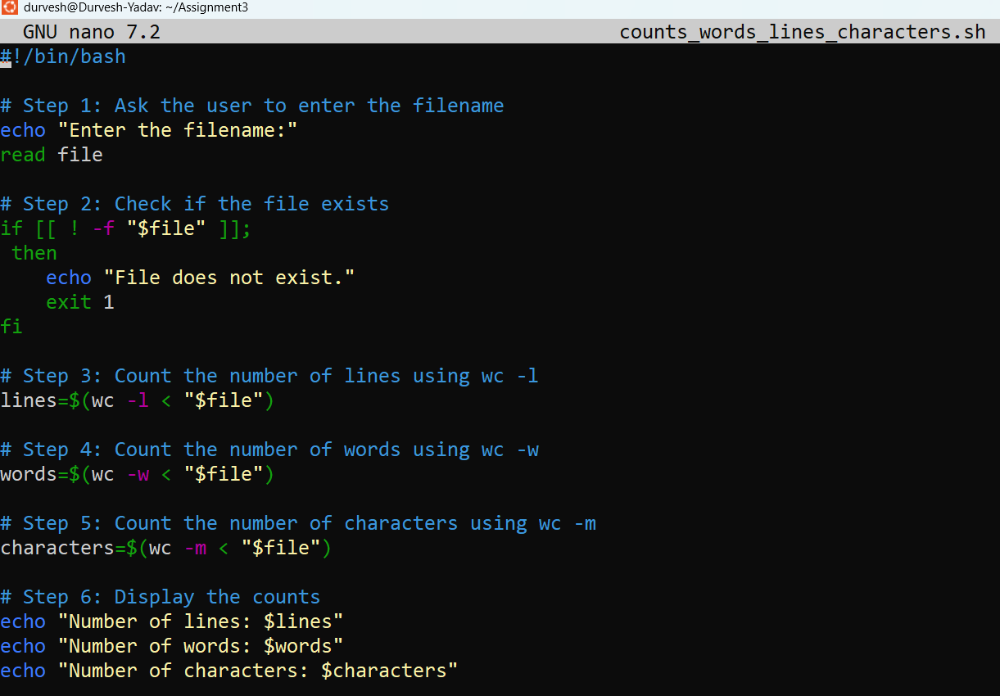 durvesh@Durvesh-Yadav: ~/Assignment3
GNU nano 7.2 counts_words_lines_characters.sh
#!/bin/bash

# Step 1: Ask the user to enter the filename
echo "Enter the filename:"
read file

# Step 2: Check if the file exists
if [[ ! -f "$file" ]];
 then
    echo "File does not exist."
    exit 1
fi

# Step 3: Count the number of lines using wc -l
lines=$(wc -l < "$file")

# Step 4: Count the number of words using wc -w
words=$(wc -w < "$file")

# Step 5: Count the number of characters using wc -m
characters=$(wc -m < "$file")

# Step 6: Display the counts
echo "Number of lines: $lines"
echo "Number of words: $words"
echo "Number of characters: $characters"